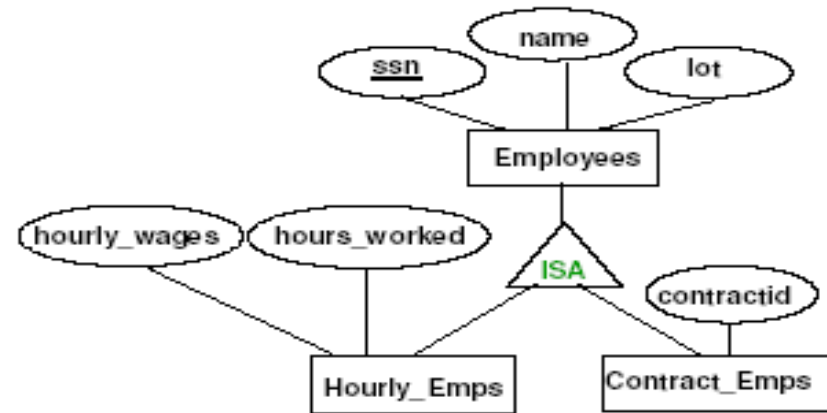 name
ssn
lot
Employees
hourly_wages
hours_worked
ISA
contractid
Hourly_Emps
Contract_Emps